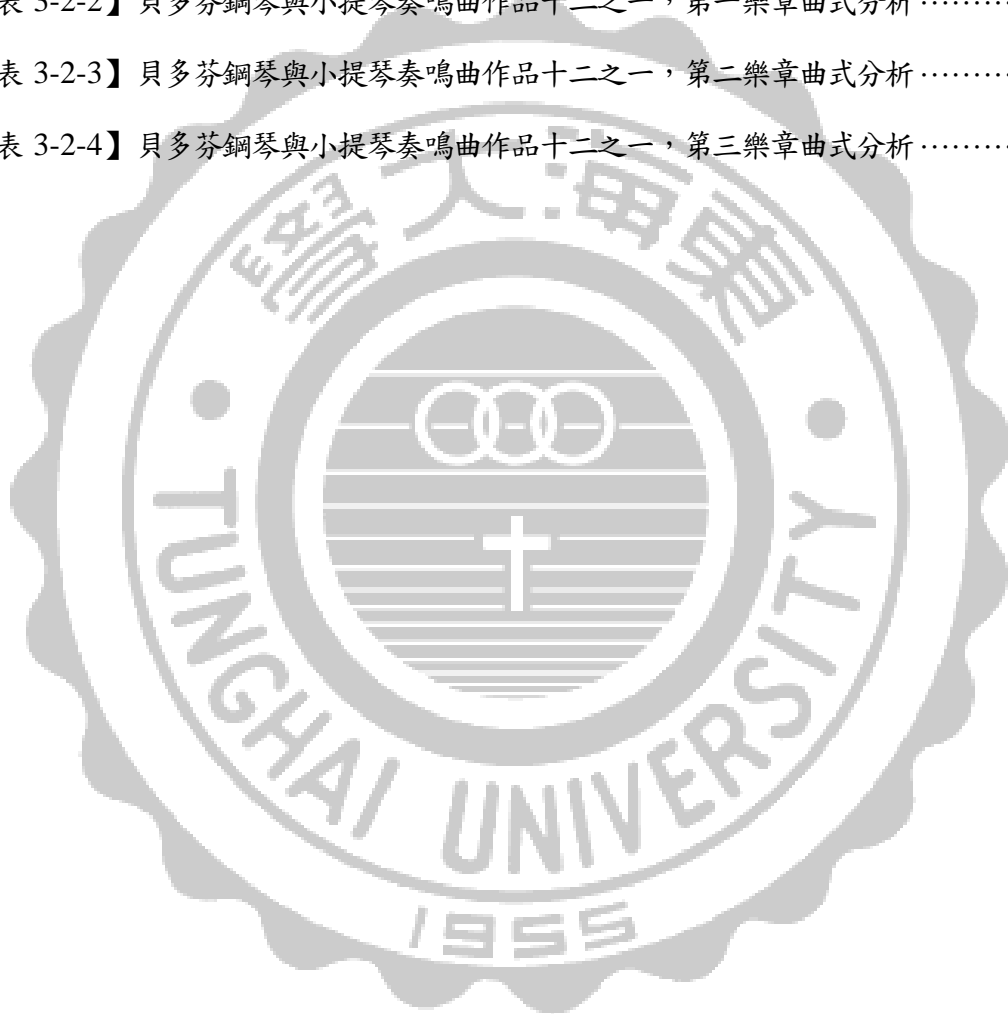 表 3-2-2】貝多芬鋼琴與小提琴奏鳴曲作品十二之一，第一樂章曲式分析………
表 3-2-3】貝多芬鋼琴與小提琴奏鳴曲作品十二之一，第二樂章曲式分析………
表 3-2-4】貝多芬鋼琴與小提琴奏鳴曲作品十二之一，第三樂章曲式分析………
學大海東
TUNGHAI UNIVERSITY
1955